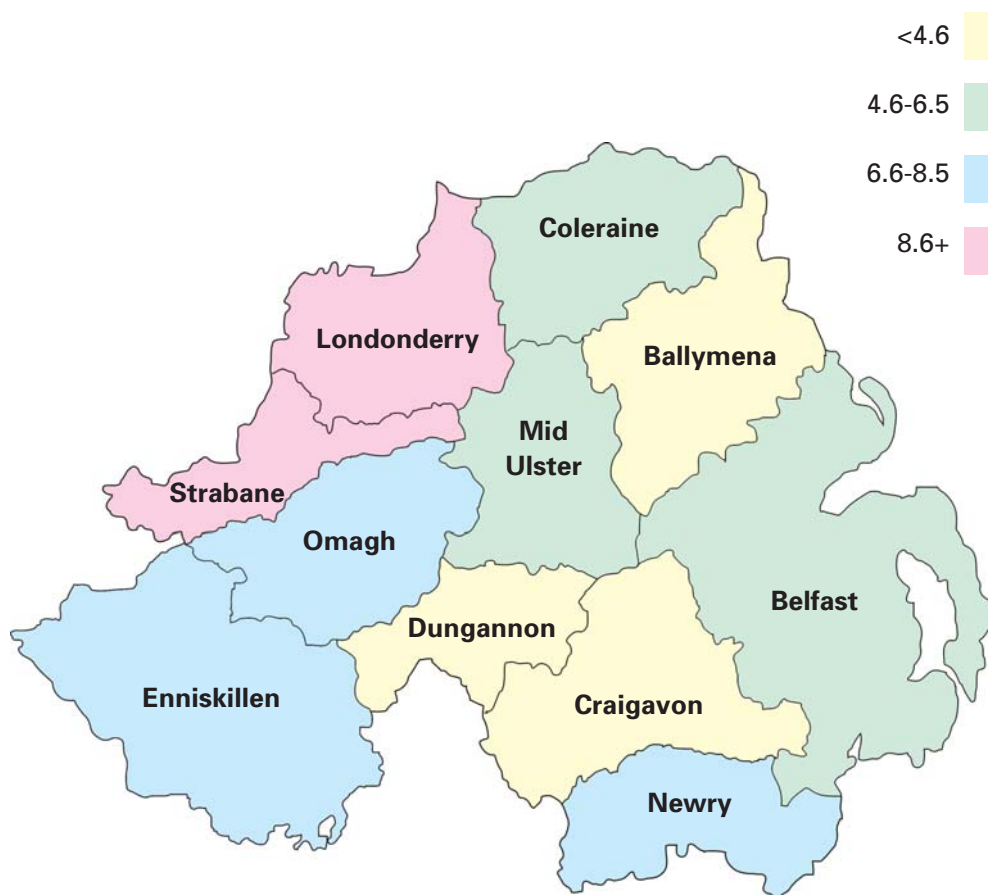 <4.6
4.6-6.5
6.6-8.5
8.6+
Coleraine
Londonderry
Ballymena
Mid
Ulster
Strabane
Omagh
Belfast
Dungannon
Enniskillen
Craigavon
Newry